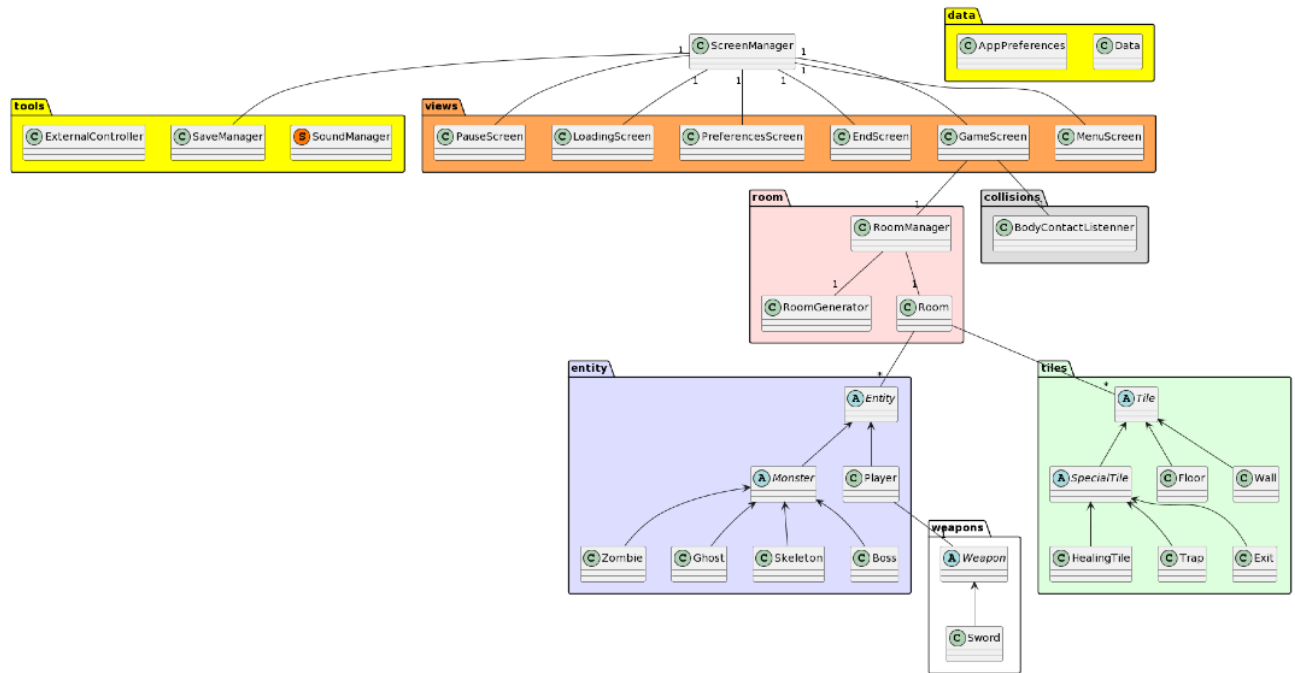 data
C AppPreferences
C Data
C ScreenManager
1
1
1
1
1
1
tools
C ExternalController
C SaveManager
S SoundManager
views
C PauseScreen
C LoadingScreen
C PreferencesScreen
C EndScreen
C GameScreen
C MenuScreen
room
1
C RoomManager
1
1
C RoomGenerator
C Room
collisions
C BodyContactListenner
entity
*
A Entity
A Monster
C Player
C Zombie
C Ghost
C Skeleton
C Boss
weapons
1
A Weapon
C Sword
tiles
*
A Tile
A SpecialTile
C Floor
C Wall
C HealingTile
C Trap
C Exit